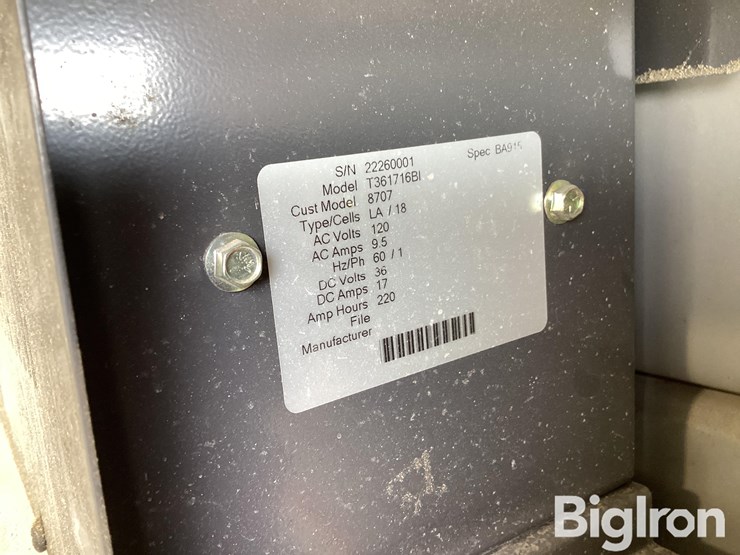 S/N 22260001 Spec BA915
Model T361716BI
Cust Model 8707
Type/Cells LA / 18
AC Volts 120
AC Amps 9.5
Hz/Ph 60 / 1
DC Volts 36
DC Amps 17
Amp Hours 220
File
Manufacturer
BigIron